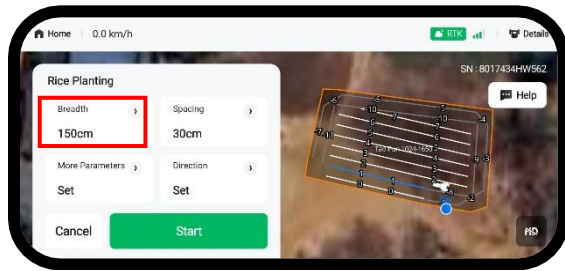 Home 0.0 km/h RTK Details
SN : 8017434HW562
Help
Rice Planting
Breadth Spacing
150cm 30cm
More Parameters Direction
Set Set
Cancel Start